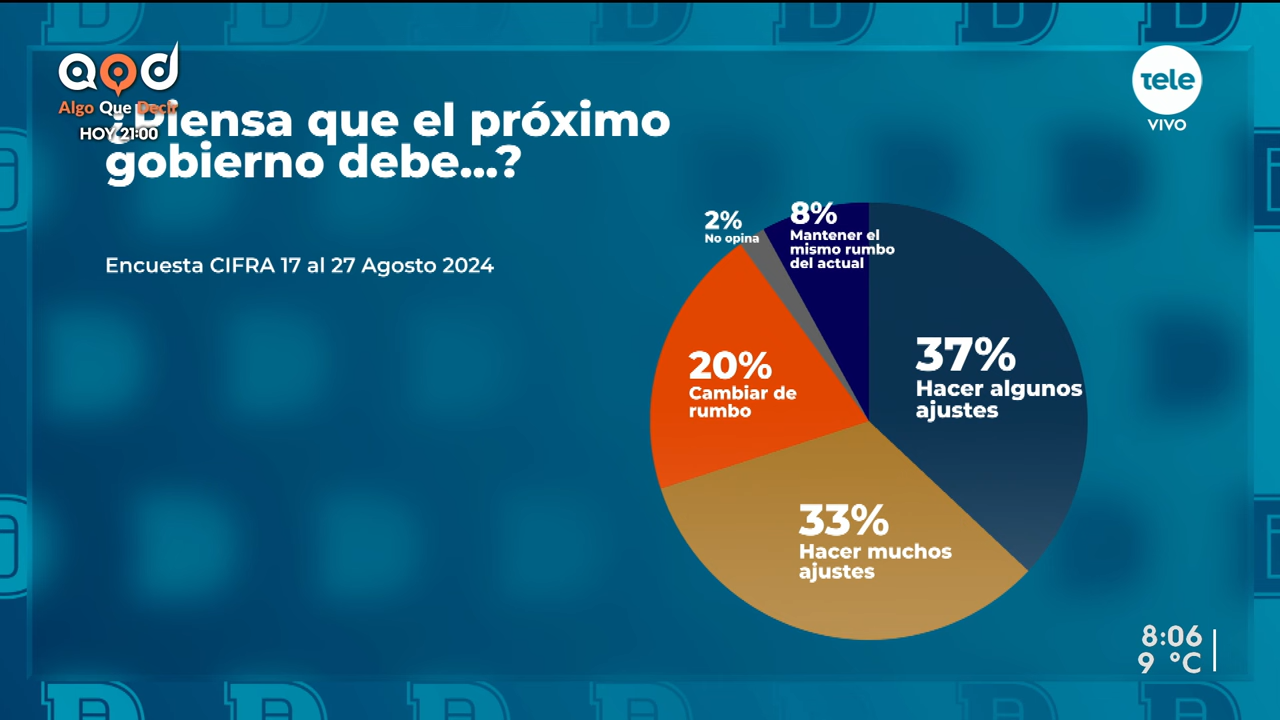 aqd
Algo Que Decir
HOY 21:00
¿Piensa que el próximo
gobierno debe...?
Encuesta CIFRA 17 al 27 Agosto 2024
tele
VIVO
2%
No opina
8%
Mantener el
mismo rumbo
del actual
37%
Hacer algunos
ajustes
20%
Cambiar de
rumbo
33%
Hacer muchos
ajustes
8:06
9 °C